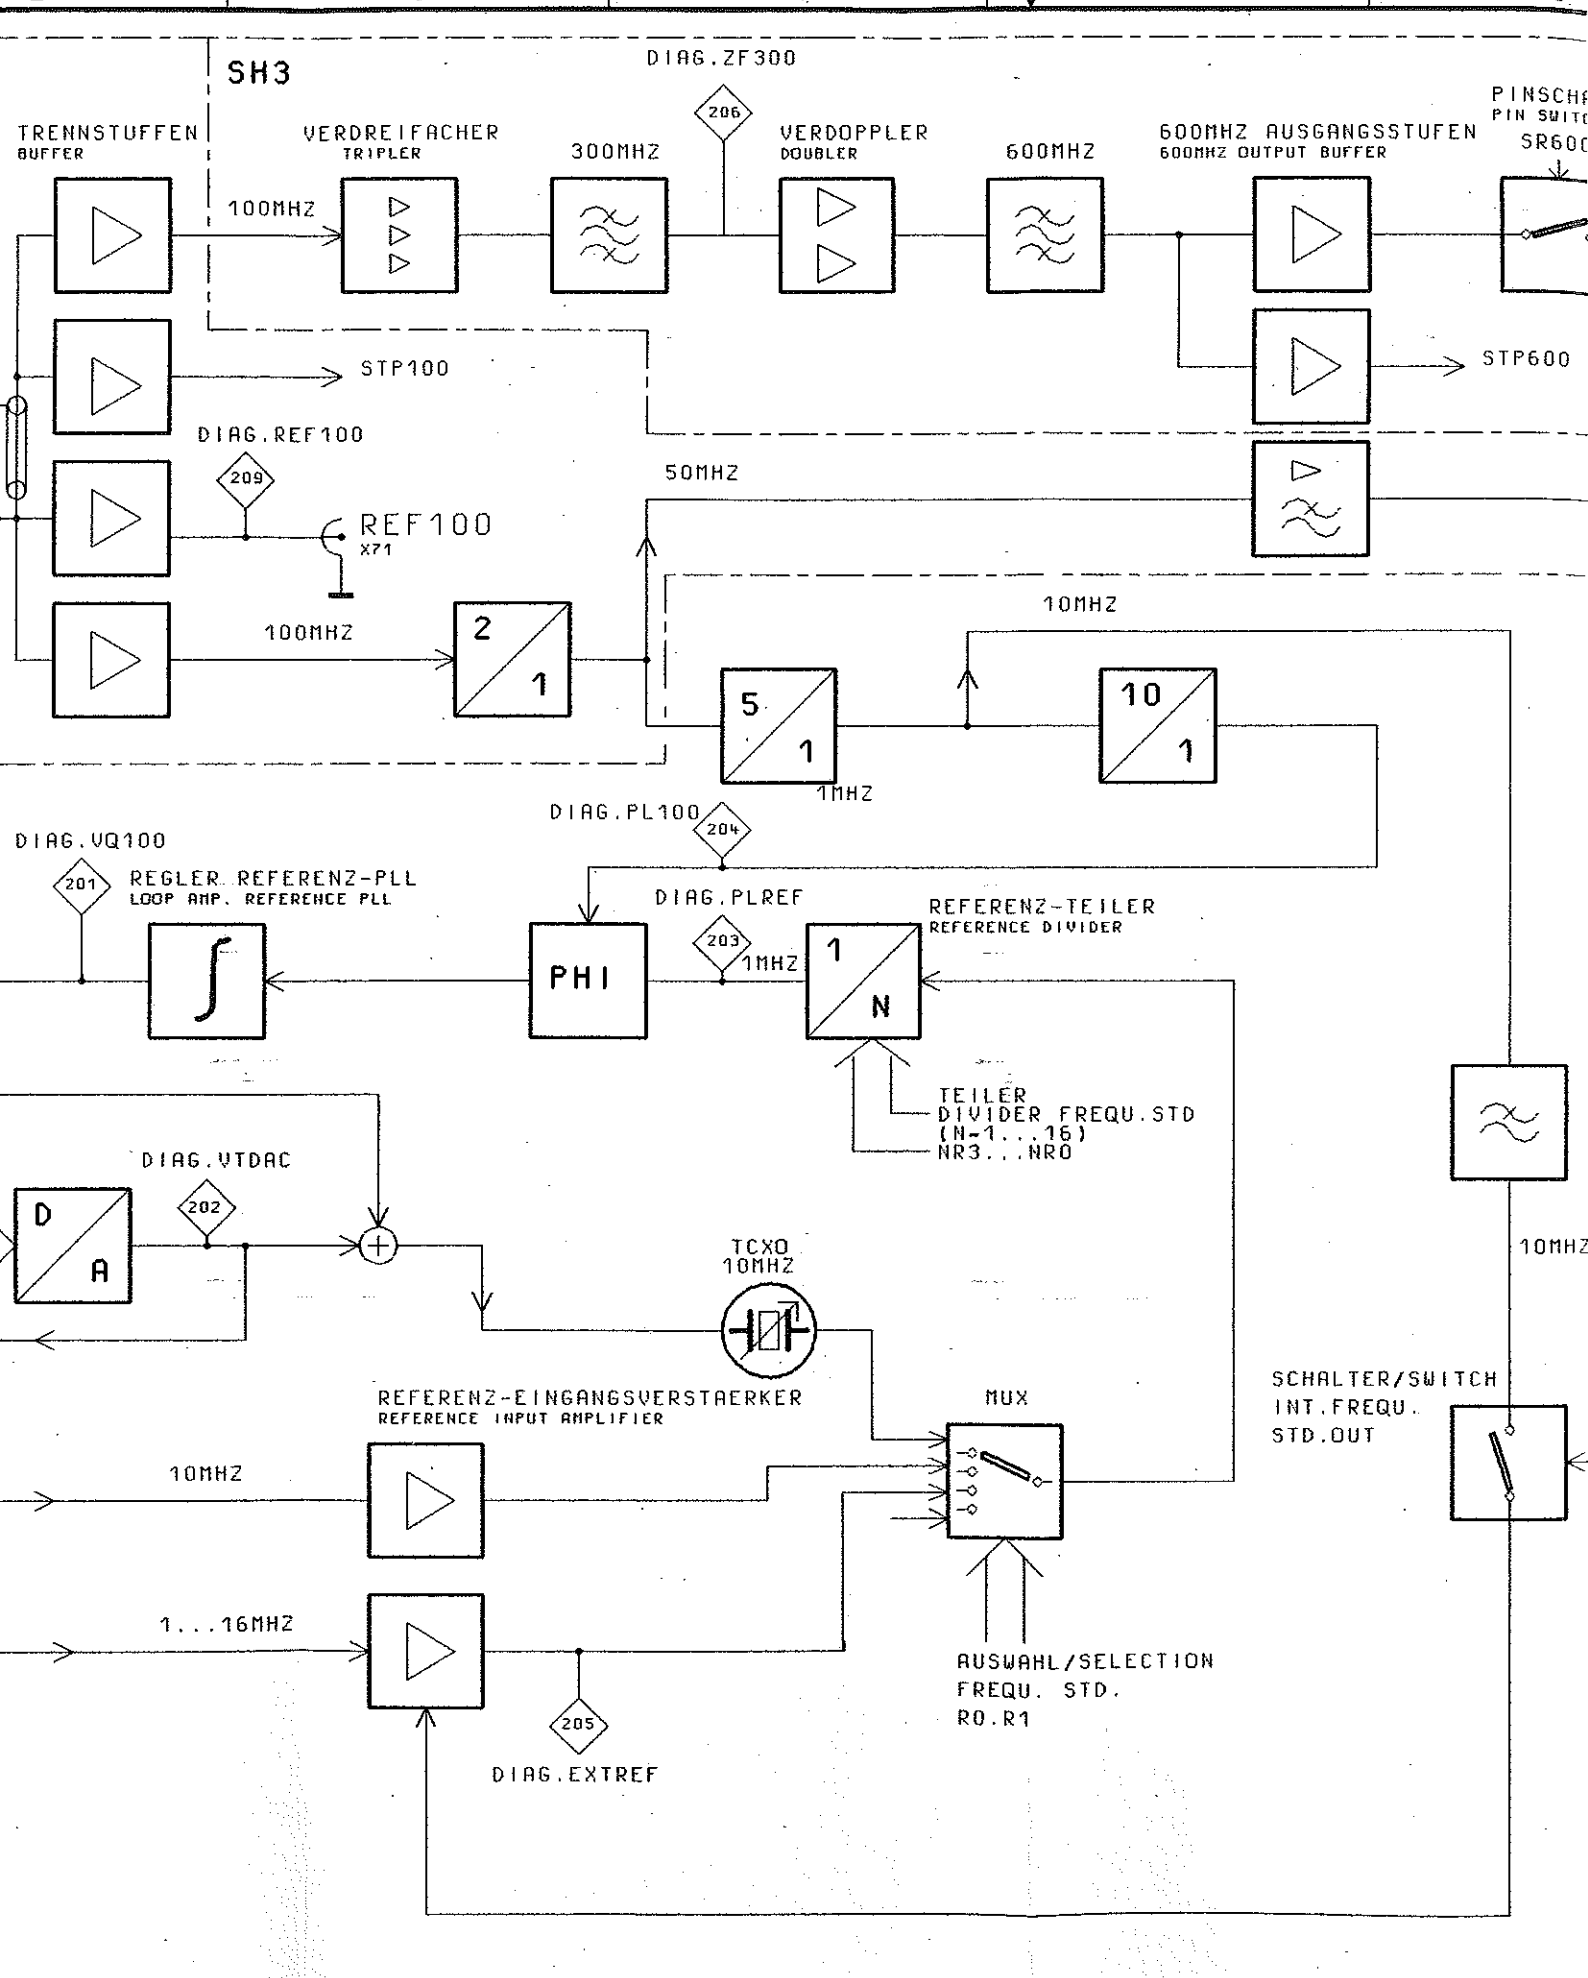 SH3
DIAG.ZF300
206
TRENNSTUFFEN
BUFFER
VERDREIFACHER
TRIPLER
300MHZ
VERDOPPLER
DOUBLER
600MHZ
600MHZ AUSGANGSSTUFEN
600MHZ OUTPUT BUFFER
PINSCHA
PIN SWITC
SR600
100MHZ
STP100
STP600
DIAG.REF100
209
REF100
X71
50MHZ
100MHZ
2
1
10MHZ
5
1
10
1
1MHZ
DIAG.PL100
204
DIAG.VQ100
201
REGLER REFERENZ-PLL
LOOP AMP. REFERENCE PLL
DIAG.PLREF
203
1MHZ
REFERENZ-TEILER
REFERENCE DIVIDER
PHI
1
N
TEILER
DIVIDER FREQU.STD
(N-1...16)
NR3...NR0
DIAG.VTDAC
202
D
A
+
TCXO
10MHZ
10MHZ
REFERENZ-EINGANGSVERSTAERKER
REFERENCE INPUT AMPLIFIER
10MHZ
MUX
SCHALTER/SWITCH
INT.FREQU.
STD.OUT
1...16MHZ
205
DIAG.EXTREF
AUSWAHL/SELECTION
FREQU. STD.
R0.R1